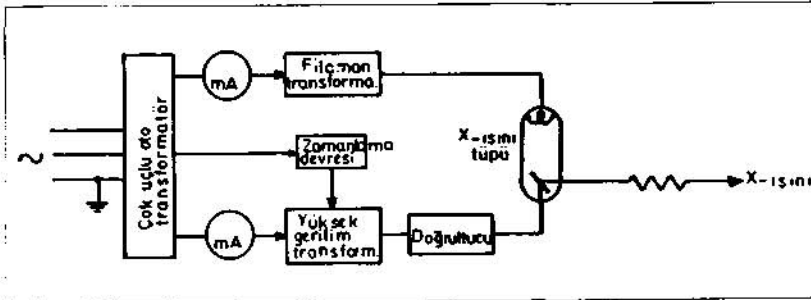 Çok uçlu oto
transformatör
mA
Filaman
transforma.
Zamanlama
devresi
mA
Yüksek
gerilim
transform.
Doğrultucu
X-ışını
tüpü
X-ışını